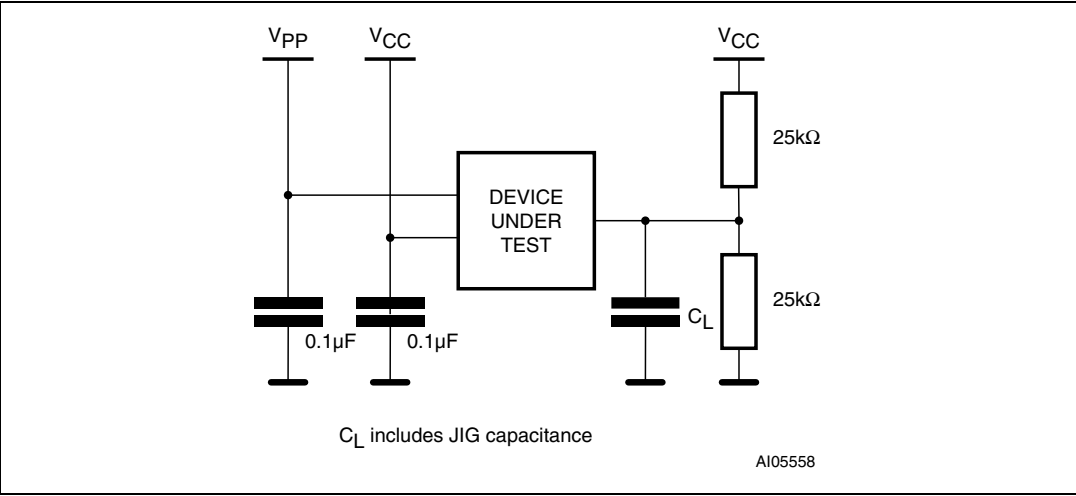 VPP
VCC
VCC
25kΩ
DEVICE
UNDER
TEST
25kΩ
CL
0.1µF
0.1µF
CL includes JIG capacitance
AI05558